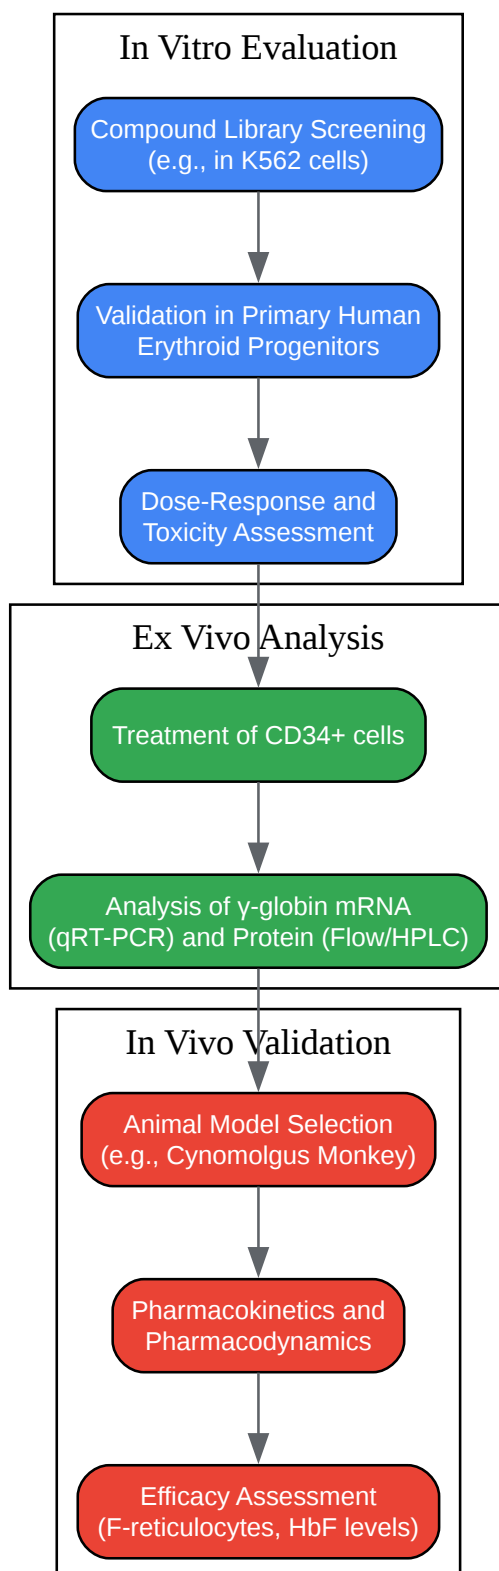 In Vitro Evaluation
Compound Library Screening
(e.g., in K562 cells)
Validation in Primary Human
Erythroid Progenitors
Dose-Response and
Toxicity Assessment
Ex Vivo Analysis
Treatment of CD34+ cells
Analysis of γ-globin mRNA
(qRT-PCR) and Protein (Flow/HPLC)
In Vivo Validation
Animal Model Selection
(e.g., Cynomolgus Monkey)
Pharmacokinetics and
Pharmacodynamics
Efficacy Assessment
(F-reticulocytes, HbF levels)